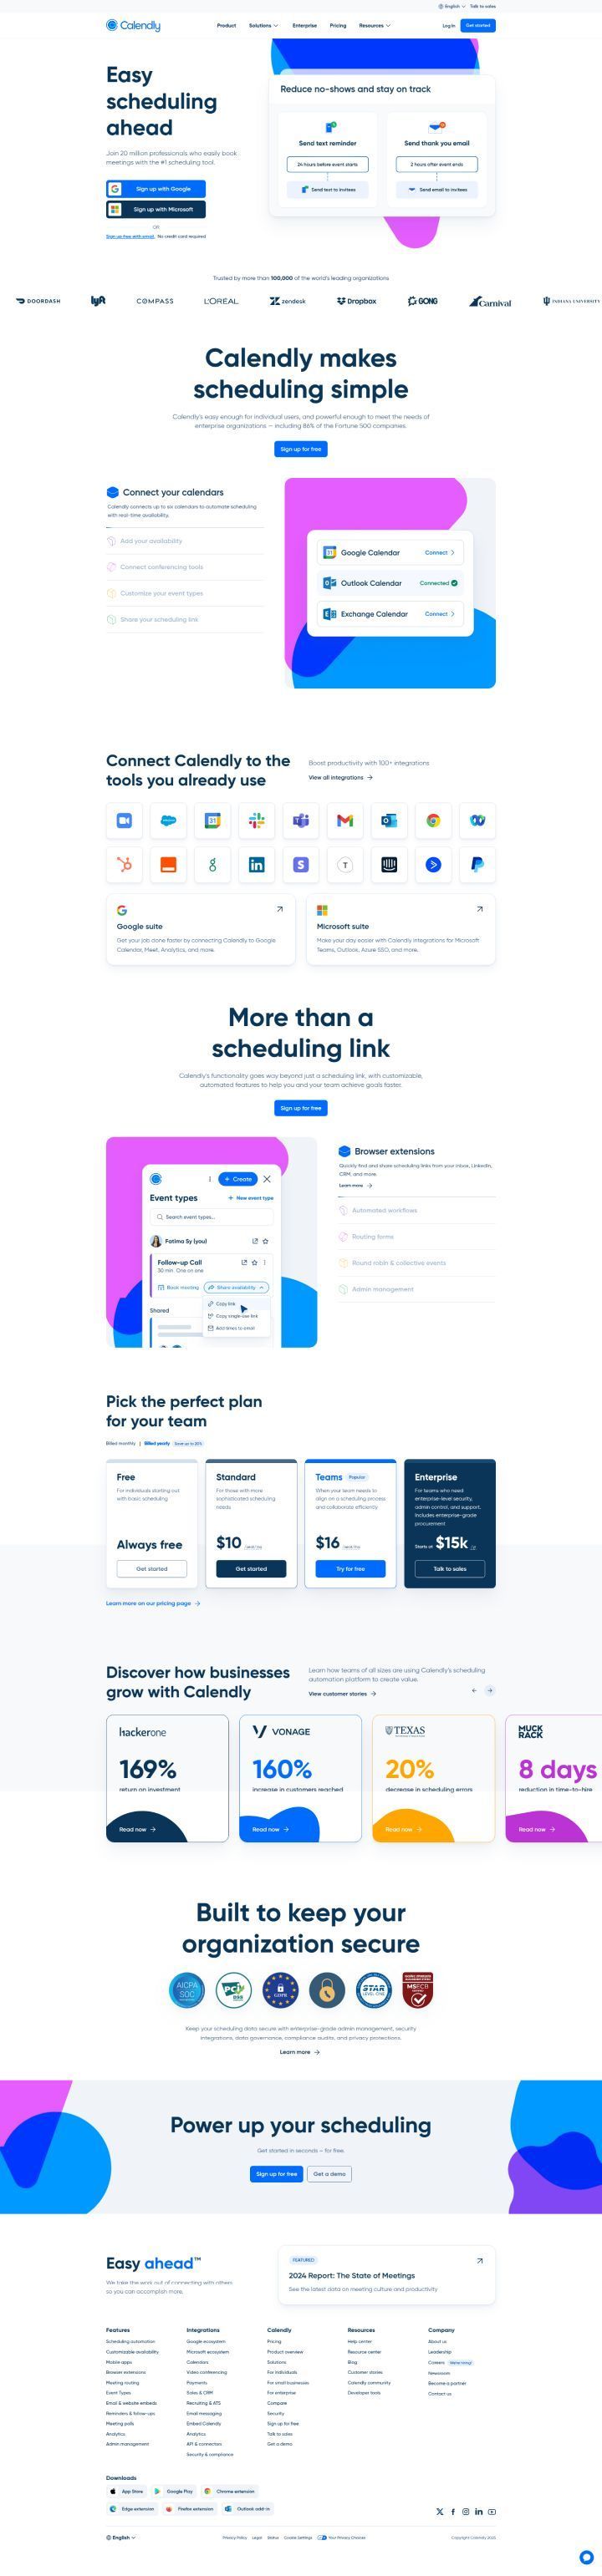 English
Talk to sales
Calendly
Product
Solutions
Enterprise
Pricing
Resources
Log In
Get started
Easy
scheduling
ahead
Join 20 million professionals who easily book
meetings with the #1 scheduling tool.
Sign up with Google
Sign up with Microsoft
OR
Sign up free with email. No credit card required
Reduce no-shows and stay on track
Send text reminder
24 hours before event starts
Send text to invitees
Send thank you email
2 hours after event ends
Send email to invitees
Trusted by more than 100,000 of the world's leading organizations
DOORDASH
lyft
COMPASS
L'ORÉAL
zendesk
Dropbox
GONG
Carnival
INDIANA UNIVERSITY
Calendly makes
scheduling simple
Calendly's easy enough for individual users, and powerful enough to meet the needs of
enterprise organizations — including 86% of the Fortune 500 companies.
Sign up for free
Connect your calendars
Calendly connects up to six calendars to automate scheduling
with real-time availability.
Add your availability
Connect conferencing tools
Customize your event types
Share your scheduling link
31
Google Calendar
Connect
Outlook Calendar
Connected
Exchange Calendar
Connect
Connect Calendly to the
tools you already use
Boost productivity with 100+ integrations
View all integrations
Google suite
Get your job done faster by connecting Calendly to Google
Calendar, Meet, Analytics, and more.
Microsoft suite
Make your day easier with Calendly integrations for Microsoft
Teams, Outlook, Azure SSO, and more.
More than a
scheduling link
Calendly's functionality goes way beyond just a scheduling link, with customizable,
automated features to help you and your team achieve goals faster.
Sign up for free
+ Create
Event types
+ New event type
Search event types...
Fatima Sy (you)
Follow-up Call
30 min One on one
Book meeting
Share availability
Copy link
Copy single-use link
Add times to email
Shared
Browser extensions
Quickly find and share scheduling links from your inbox, LinkedIn,
CRM, and more.
Learn more
Automated workflows
Routing forms
Round robin & collective events
Admin management
Pick the perfect plan
for your team
Billed monthly | Billed yearly
Free
For individuals starting out
with basic scheduling
Always free
Get started
Standard
For those with more
sophisticated scheduling
needs
$10
Get started
Teams
Popular
When your team needs to
align on a scheduling process
and collaborate efficiently
$16
Try for free
Enterprise
For teams who need
enterprise-level security,
admin control, and support.
Includes enterprise-grade
procurement
Starts at $15k
Talk to sales
Learn more on our pricing page
Discover how businesses
grow with Calendly
Learn how teams of all sizes are using Calendly's scheduling
automation platform to create value.
View customer stories
hackerone
169%
return on investment
Read now
VONAGE
160%
increase in customers reached
Read now
TEXAS
20%
decrease in scheduling errors
Read now
MUCK
RACK
8 days
reduction in time-to-hire
Read now
Built to keep your
organization secure
AICPA
SOC
PCI
DSS
GDPR
STAR
MSECB
Keep your scheduling data secure with enterprise-grade admin management, security
integrations, data governance, compliance audits, and privacy protections.
Learn more
Power up your scheduling
Get started in seconds — for free.
Sign up for free
Get a demo
Easy ahead™
We take the work out of connecting with others
so you can accomplish more.
FEATURED
2024 Report: The State of Meetings
See the latest data on meeting culture and productivity
Features
Scheduling automation
Customizable availability
Mobile apps
Browser extensions
Meeting routing
Event Types
Email & website embeds
Reminders & follow-ups
Meeting polls
Analytics
Admin management
Integrations
Google ecosystem
Microsoft ecosystem
Calendars
Video conferencing
Payments
Sales & CRM
Recruiting & ATS
Email messaging
Embed Calendly
Analytics
API & connectors
Security & compliance
Calendly
Pricing
Product overview
Solutions
For individuals
For small businesses
For enterprise
Compare
Security
Sign up for free
Talk to sales
Get a demo
Resources
Help center
Resource center
Blog
Customer stories
Calendly community
Developer tools
Company
About us
Leadership
Careers We're hiring!
Newsroom
Become a partner
Contact us
Downloads
App Store
Google Play
Chrome extension
Edge extension
Firefox extension
Outlook add-in
English
Privacy Policy
Legal
Status
Cookie Settings
Your Privacy Choices
Copyright Calendly 2025